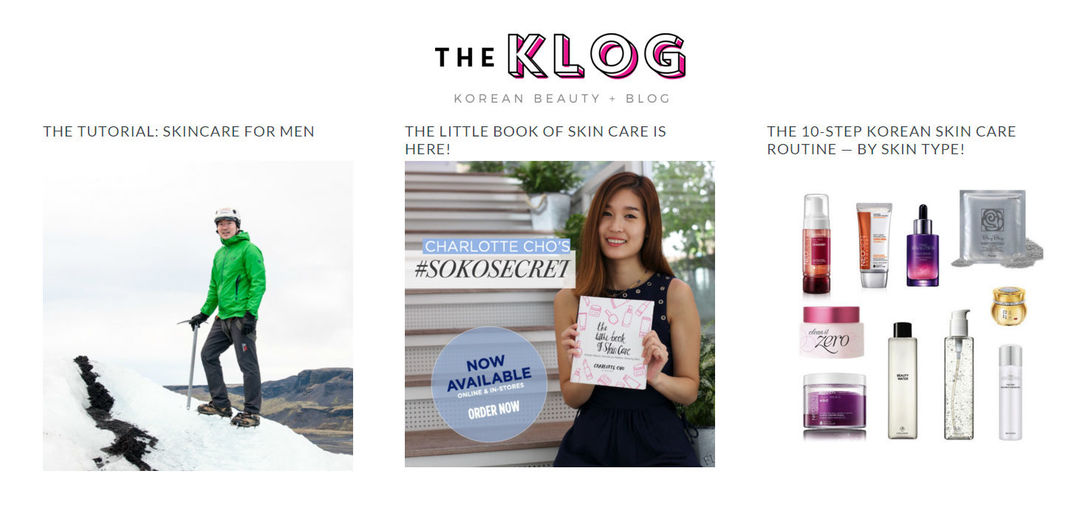 THE KLOG
KOREAN BEAUTY + BLOG
THE TUTORIAL: SKINCARE FOR MEN
THE LITTLE BOOK OF SKIN CARE IS
HERE!
CHARLOTTE CHO'S
#SOKOSECRET
NOW
AVAILABLE
ONLINE & IN-STORES
ORDER NOW
the
little book
of Skin Care
CHARLOTTE CHO
THE 10-STEP KOREAN SKIN CARE
ROUTINE — BY SKIN TYPE!
clean it
zero
BEAUTY
WATER